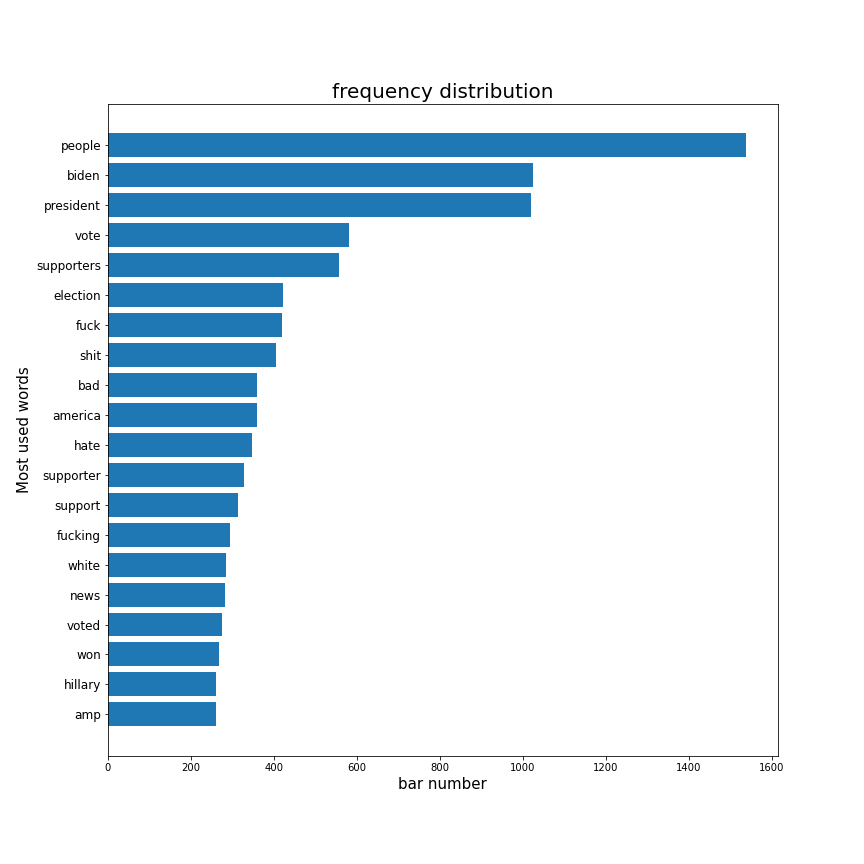 frequency distribution
people
biden
president
vote
supporters
election
fuck
shit
bad
america
hate
supporter
support
fucking
white
news
voted
won
hillary
amp
Most used words
0 200 400 600 800 1000 1200 1400 1600
bar number